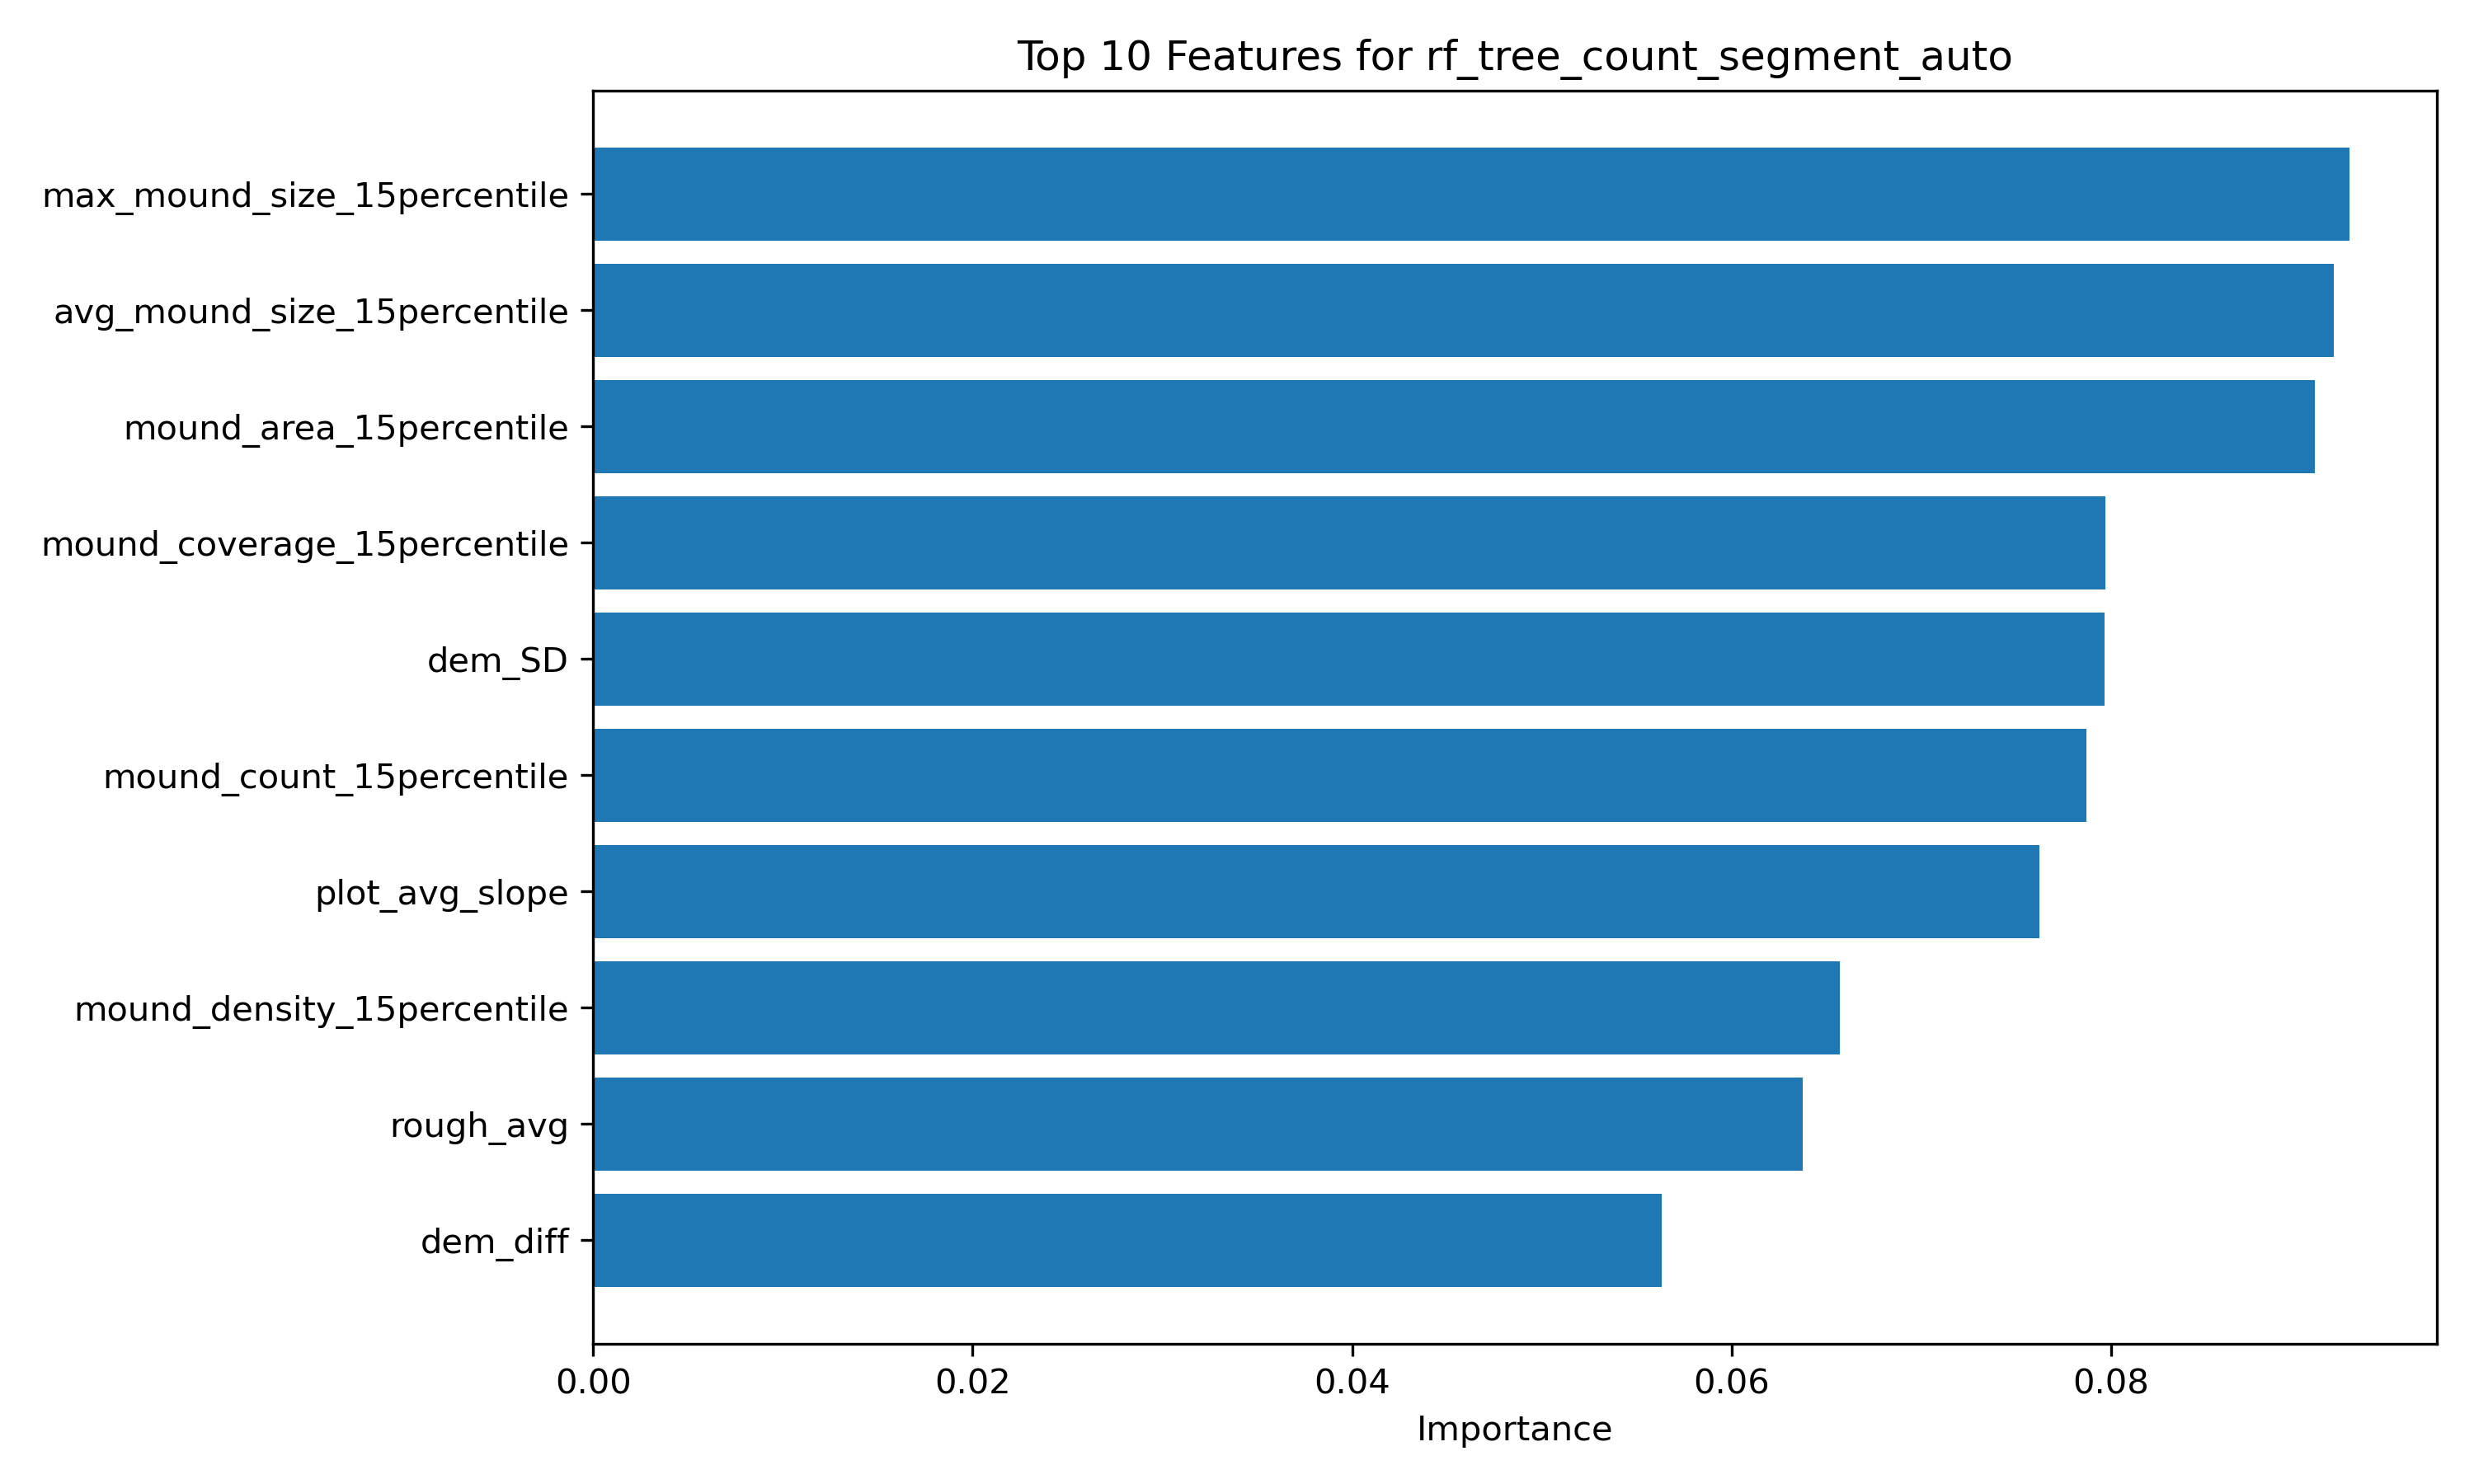 Top 10 Features for rf_tree_count_segment_auto
max_mound_size_15percentile
avg_mound_size_15percentile
mound_area_15percentile
mound_coverage_15percentile
dem_SD
mound_count_15percentile
plot_avg_slope
mound_density_15percentile
rough_avg
dem_diff
0.00 0.02 0.04 0.06 0.08
Importance